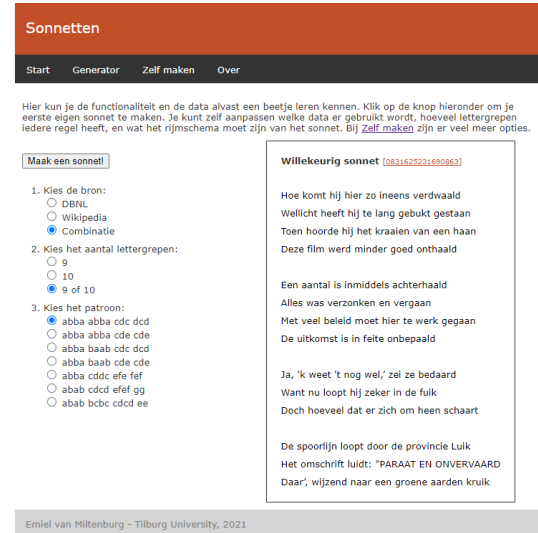 Sonnetten
Start Generator Zelf maken Over
Hier kun je de functionaliteit en de data alvast een beetje leren kennen. Klik op de knop hieronder om je
eerste eigen sonnet te maken. Je kunt zelf aanpassen welke data er gebruikt wordt, hoeveel lettergrepen
iedere regel heeft, en wat het rijmschema moet zijn van het sonnet. Bij Zelf maken zijn er veel meer opties.
Maak een sonnet!
1. Kies de bron:
DBNL
Wikipedia
Combinatie
2. Kies het aantal lettergrepen:
9
10
9 of 10
3. Kies het patroon:
abba abba cdc dcd
abba abba cde cde
abba baab cdc dcd
abba baab cde cde
abba cddc efe fef
abab cdcd efef gg
abab bcbc cdcd ee
Willekeurig sonnet [0831625231690863]
Hoe komt hij hier zo ineens verdwaald
Wellicht heeft hij te lang gebukt gestaan
Toen hoorde hij het kraaien van een haan
Deze film werd minder goed onthaald
Een aantal is inmiddels achterhaald
Alles was verzonken en vergaan
Met veel beleid moet hier te werk gegaan
De uitkomst is in feite onbepaald
Ja, ’k weet ’t nog wel,’ zei ze bedaard
Want nu loopt hij zeker in de fuik
Doch hoeveel dat er zich om heen schaart
De spoorlijn loopt door de provincie Luik
Het omschrift luidt: “PARAAT EN ONVERVAARD
Daar’, wijzend naar een groene aarden kruik
Emiel van Miltenburg - Tilburg University, 2021